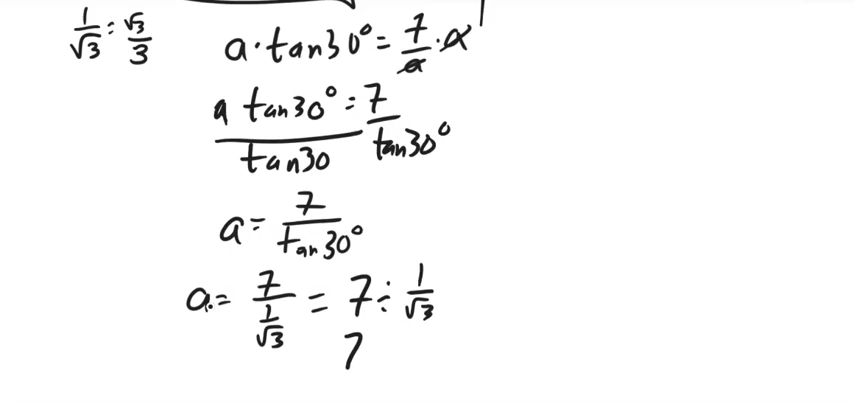 1/√3 = √3/3
a · tan30° = 7/a · a
a tan30°/tan30 = 7/tan30°
a = 7/tan30°
a = 7/(1/√3) = 7 ÷ 1/√3
7